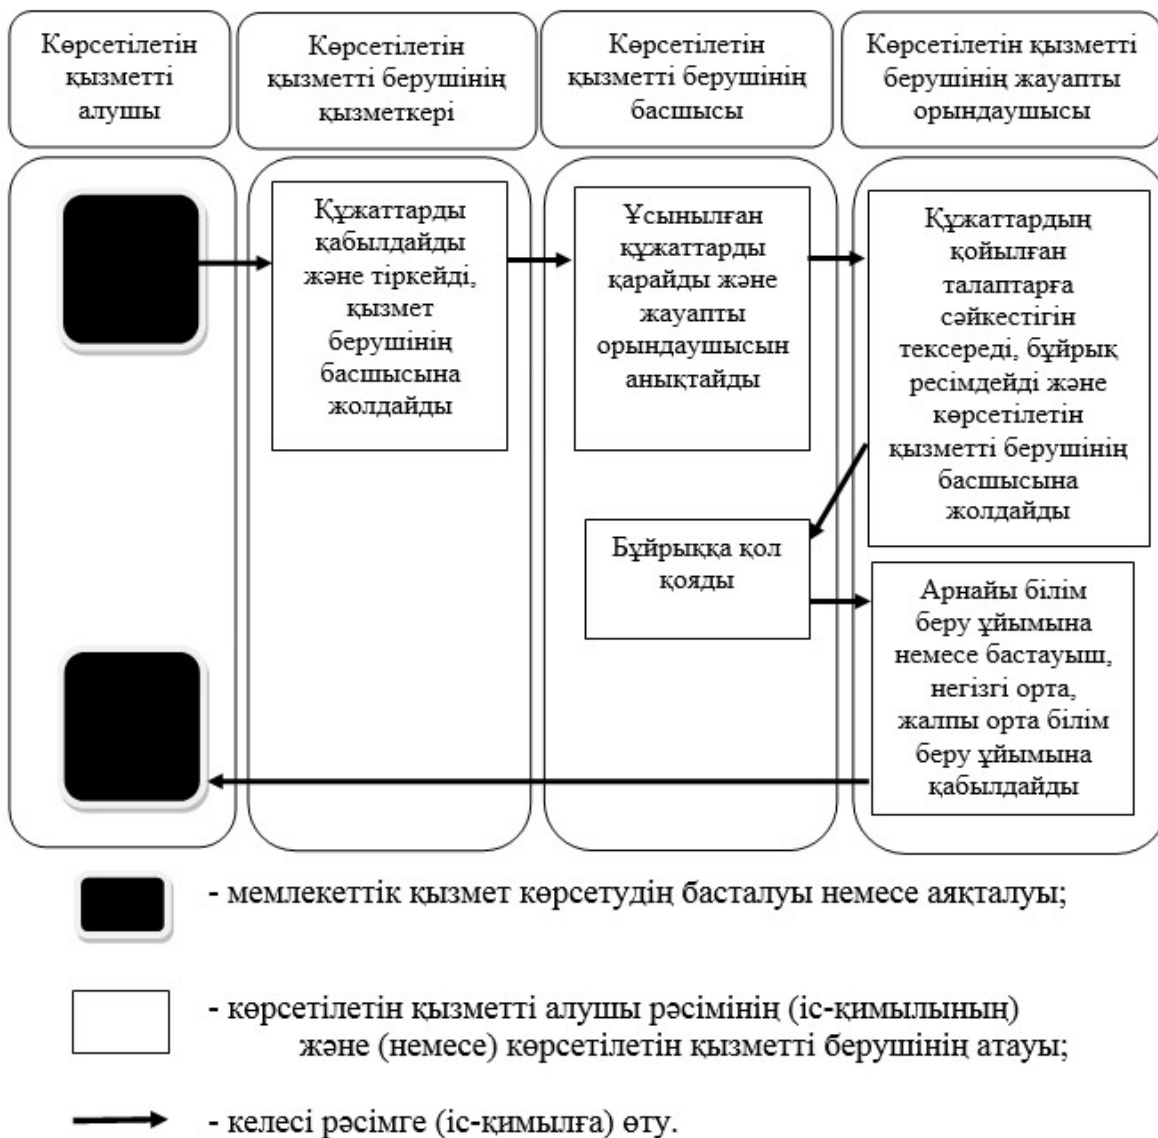 Көрсетілетін
қызметті
алушы
Көрсетілетін
қызметті берушінің
қызметкері
Көрсетілетін
қызметті берушінің
басшысы
Көрсетілетін қызметті
берушінің жауапты
орындаушысы
Құжаттарды
қабылдайды
және тіркейді,
қызмет
берушінің
басшысына
жолдайды
Ұсынылған
құжаттарды
қарайды және
жауапты
орындаушысын
анықтайды
Құжаттардың
қойылған
талаптарға
сәйкестігін
тексереді, бұйрық
ресімдейді және
көрсетілетін
қызметті берушінің
басшысына
жолдайды
Бұйрыққа қол
қояды
Арнайы білім
беру ұйымына
немесе бастауыш,
негізгі орта,
жалпы орта білім
беру ұйымына
қабылдайды
- мемлекеттік қызмет көрсетудің басталуы немесе аяқталуы;
- көрсетілетін қызметті алушы рәсімінің (іс-қимылының)
және (немесе) көрсетілетін қызметті берушінің атауы;
- келесі рәсімге (іс-қимылға) өту.